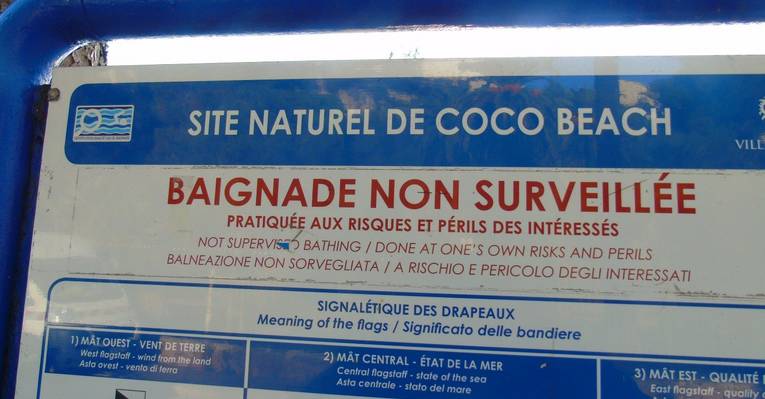 SITE NATUREL DE COCO BEACH
VILL
BAIGNADE NON SURVEILLÉE
PRATIQUÉE AUX RISQUES ET PÉRILS DES INTÉRESSÉS
NOT SUPERVISED BATHING / DONE AT ONE'S OWN RISKS AND PERILS
BALNEAZIONE NON SORVEGLIATA / A RISCHIO E PERICOLO DEGLI INTERESSATI
SIGNALÉTIQUE DES DRAPEAUX
Meaning of the flags / Significato delle bandiere
1) MÂT OUEST - VENT DE TERRE
West flagstaff - wind from the land
Asta ovest - vento di terra
2) MÂT CENTRAL - ÉTAT DE LA MER
Central flagstaff - state of the sea
Asta centrale - stato del mare
3) MÂT EST - QUALITÉ
East flagstaff - quality